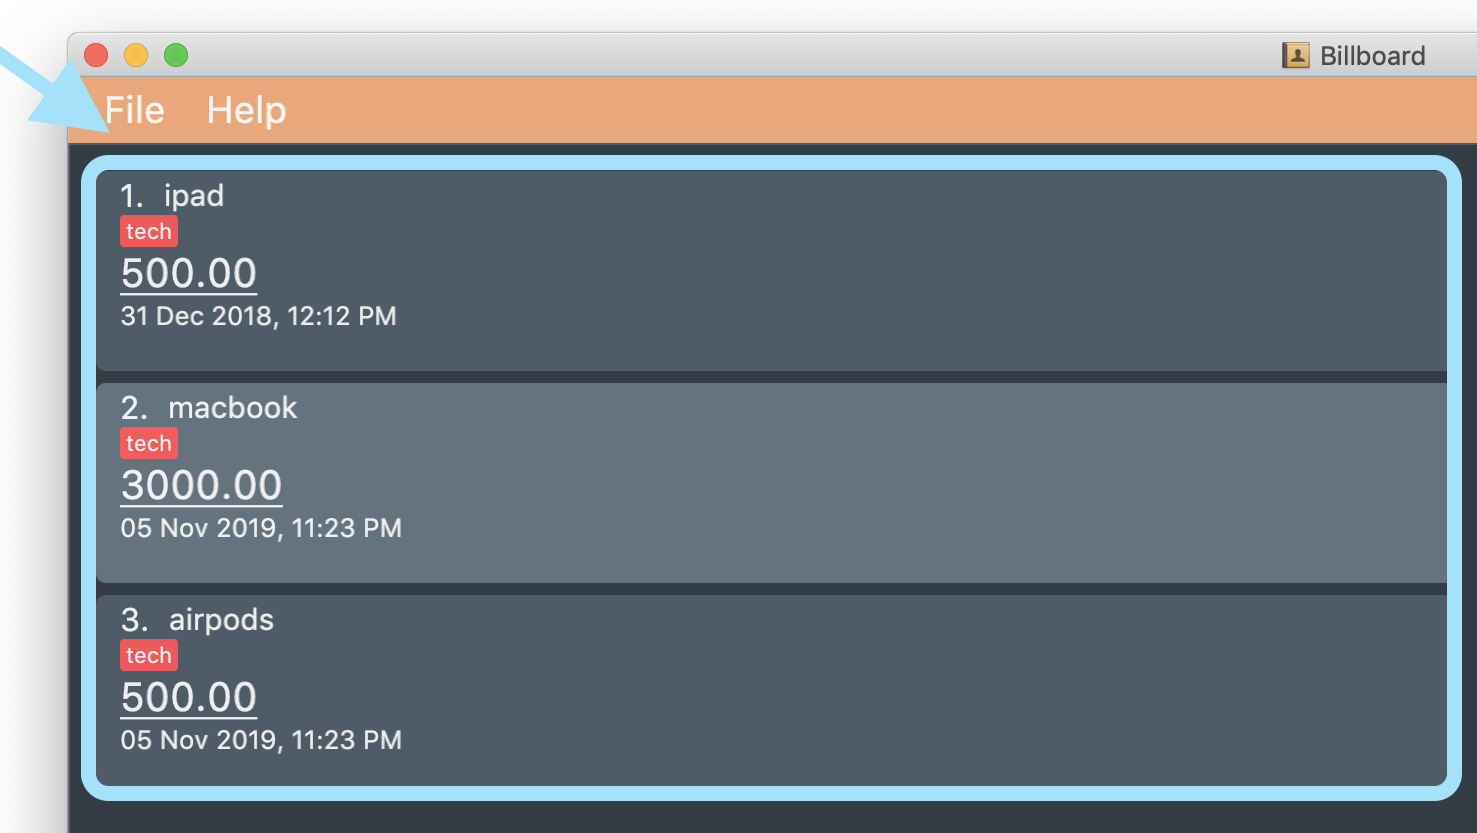 Billboard
File Help
1. ipad
tech
500.00
31 Dec 2018, 12:12 PM
2. macbook
tech
3000.00
05 Nov 2019, 11:23 PM
3. airpods
tech
500.00
05 Nov 2019, 11:23 PM